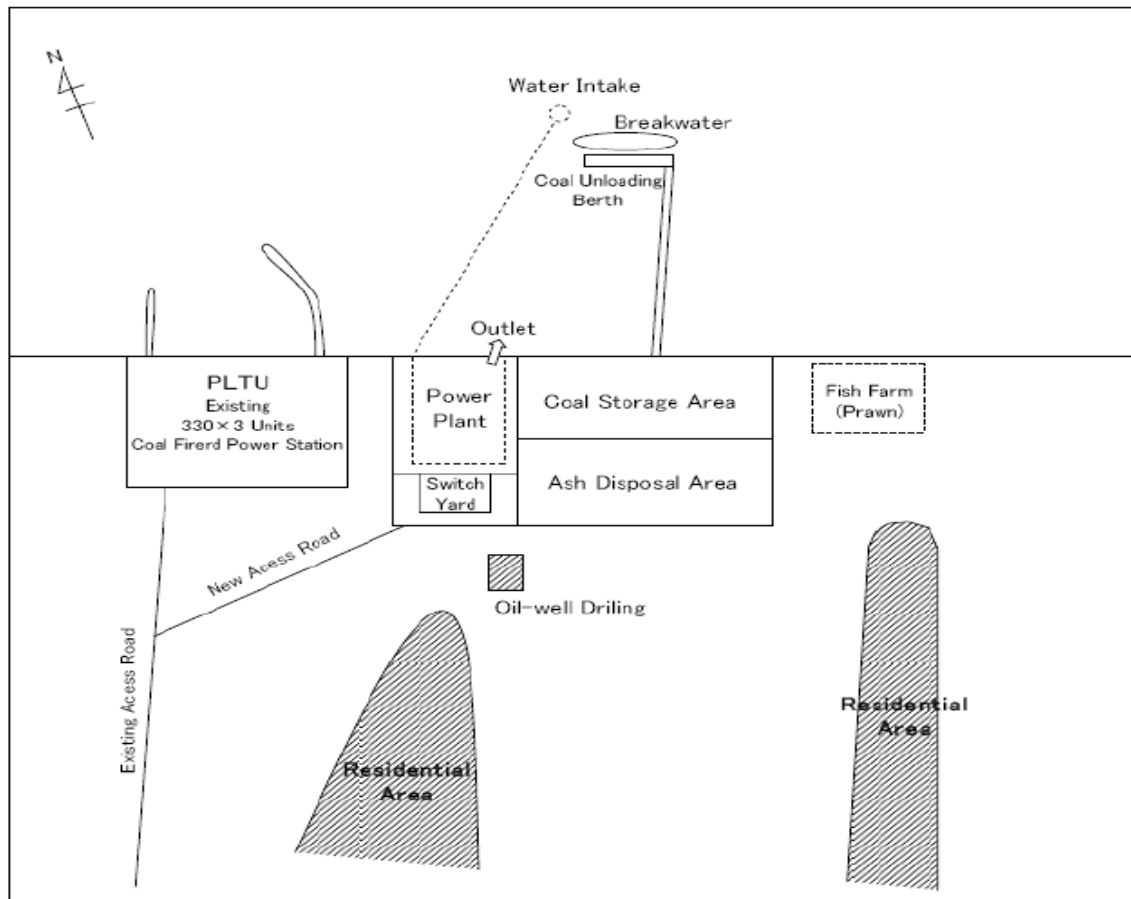 N
Water Intake
Breakwater
Coal Unloading
Berth
Outlet
PLTU
Existing
330×3 Units
Coal Firerd Power Station
Power
Plant
Coal Storage Area
Fish Farm
(Prawn)
Switch
Yard
Ash Disposal Area
New Acess Road
Oil-well Driling
Existing Acess Road
Residential
Area
Residential
Area